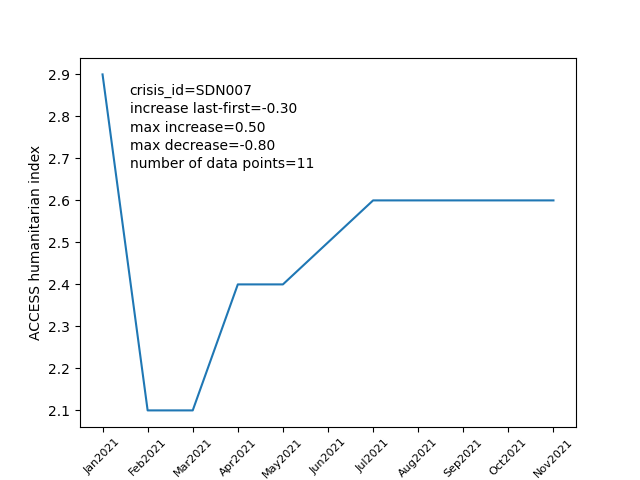 crisis_id=SDN007
increase last-first=-0.30
max increase=0.50
max decrease=-0.80
number of data points=11
ACCESS humanitarian index
2.9
2.8
2.7
2.6
2.5
2.4
2.3
2.2
2.1
Jan2021
Feb2021
Mar2021
Apr2021
May2021
Jun2021
Jul2021
Aug2021
Sep2021
Oct2021
Nov2021